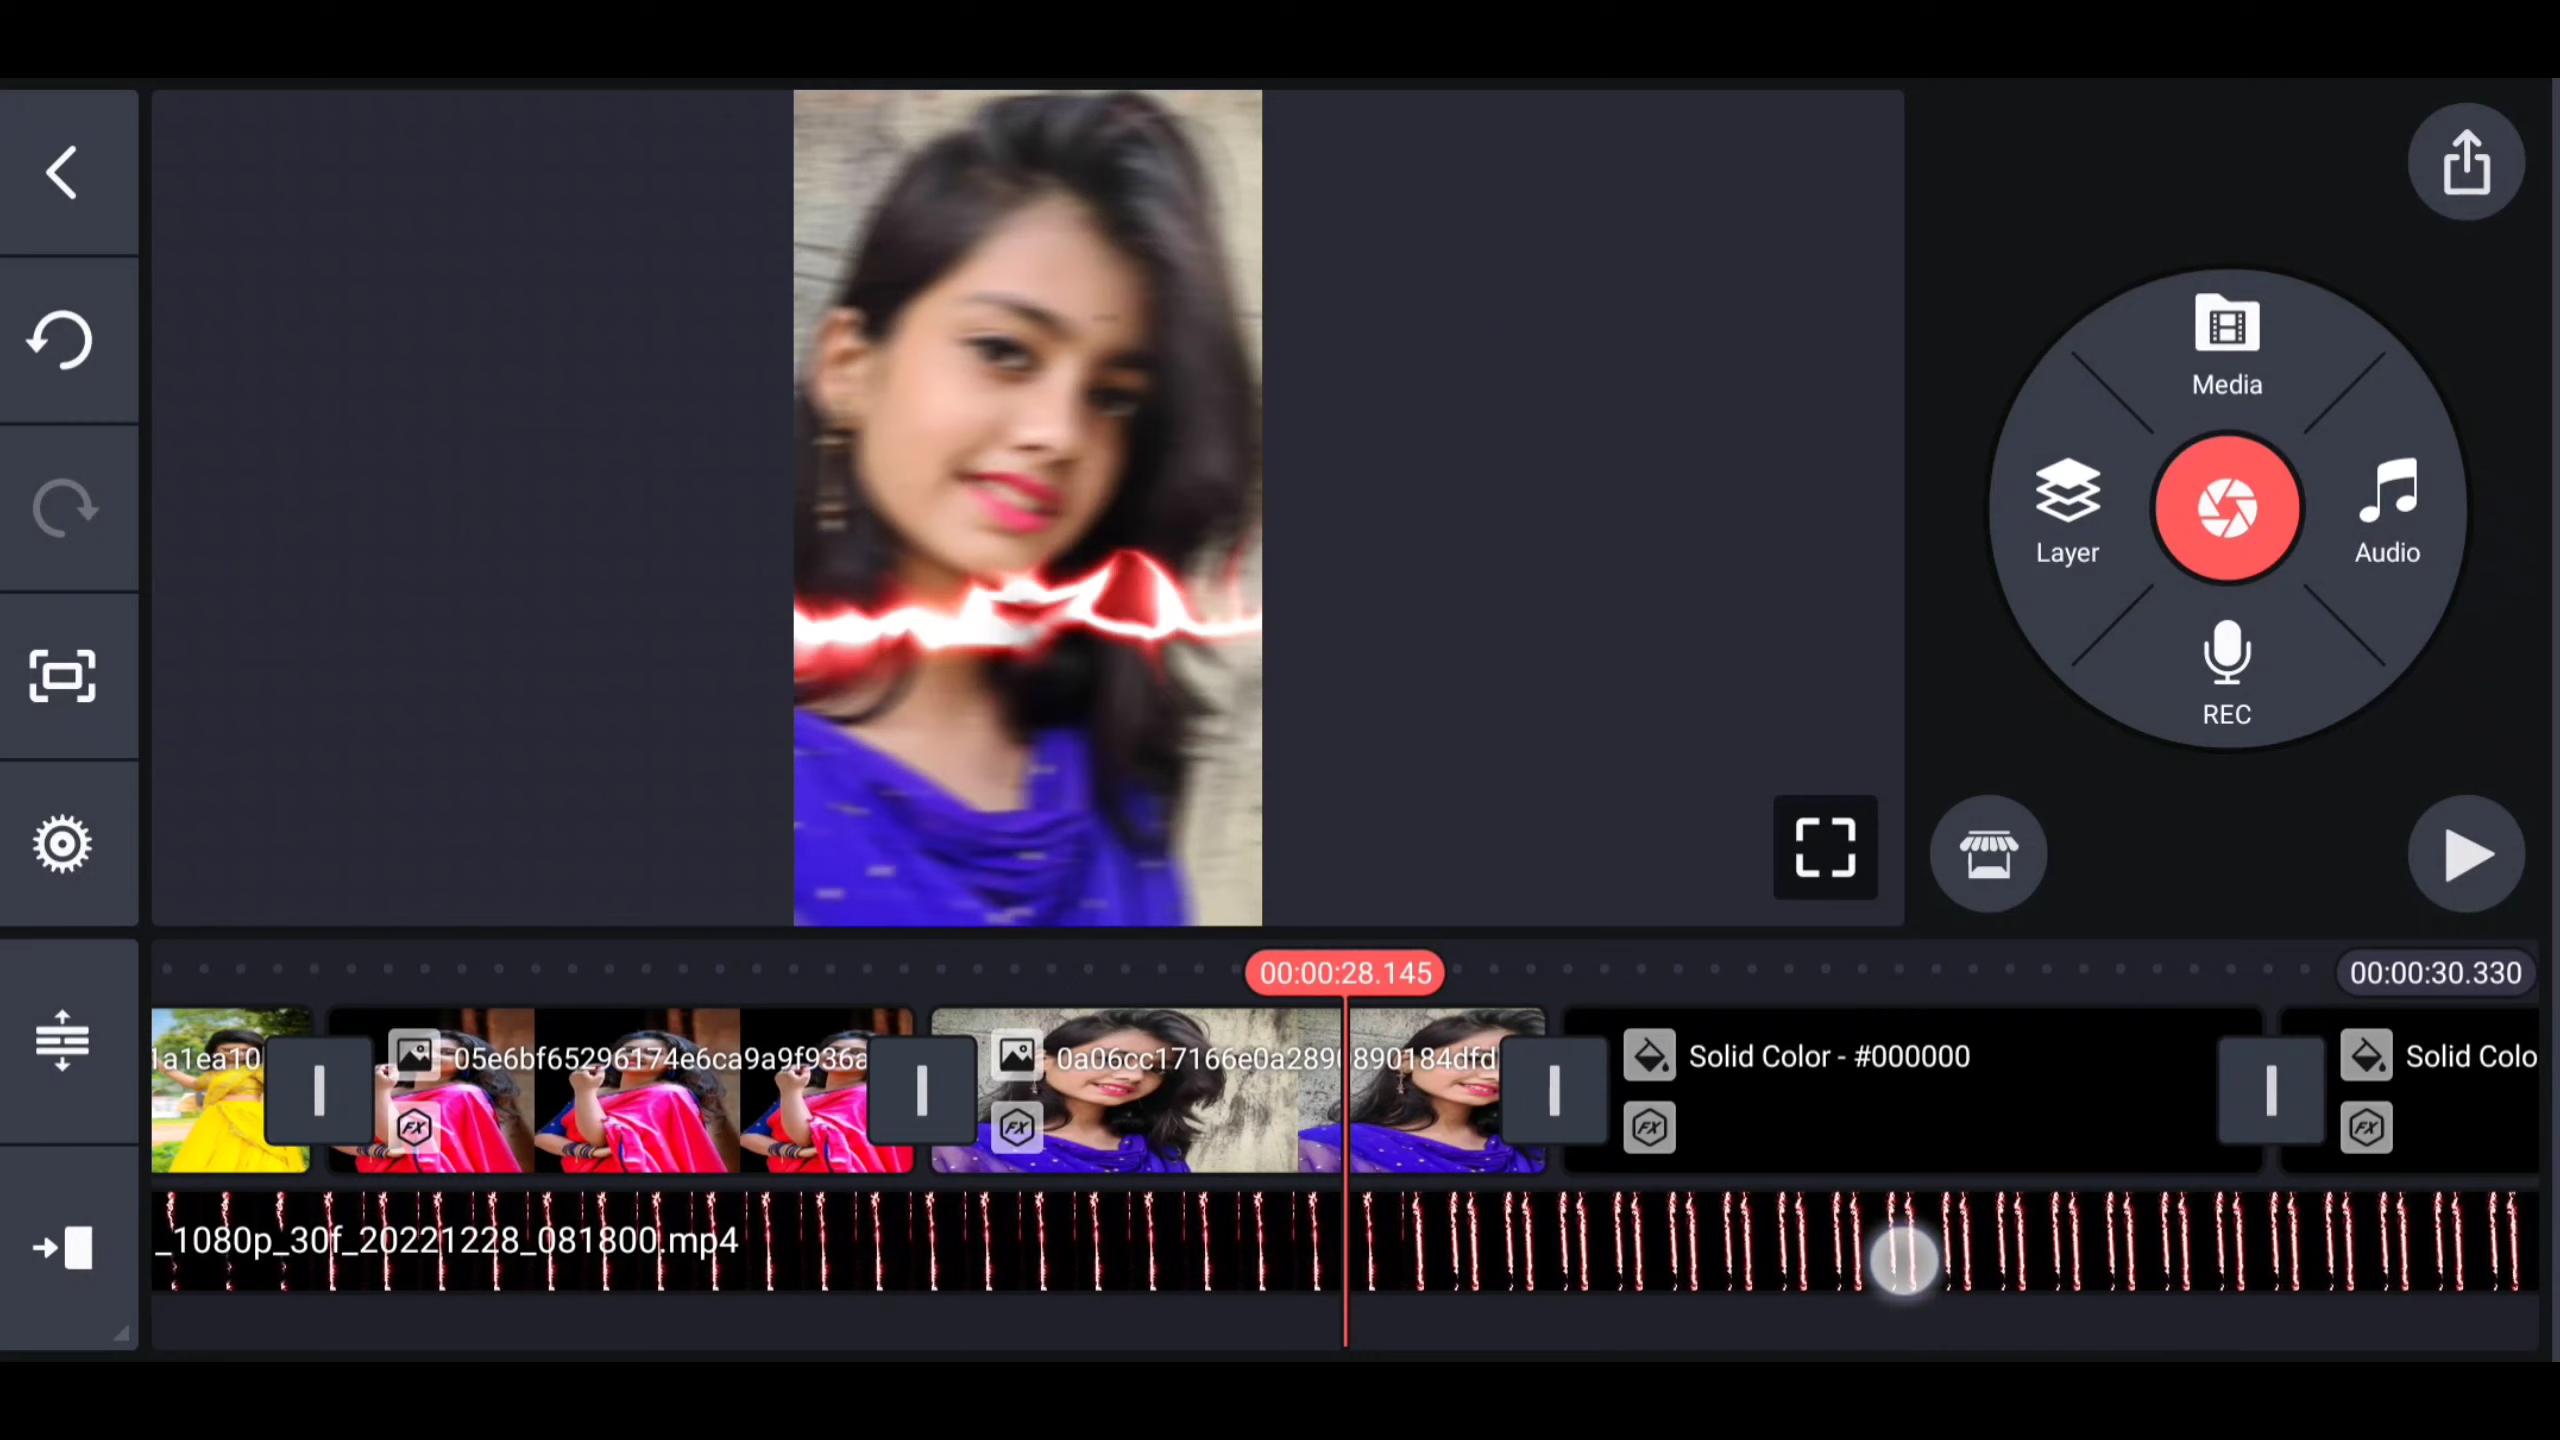 Media
Layer
Audio
REC
00:00:28.145
00:00:30.330
1a1ea10
05e6bf65296174e6ca9a9f936a
0a06cc17166e0a289
890184dfd
Solid Color - #000000
Solid Colo
_1080p_30f_20221228_081800.mp4